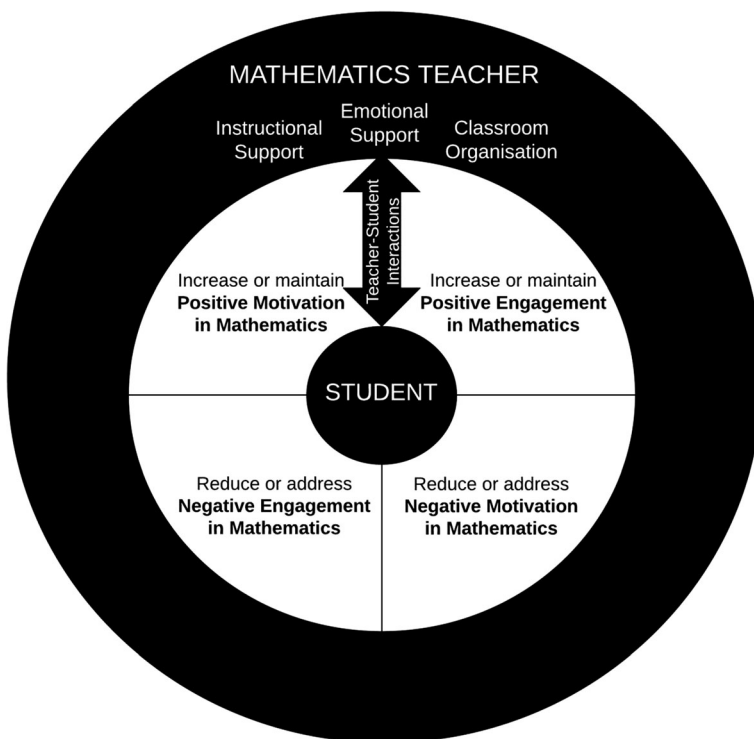 MATHEMATICS TEACHER
Instructional
Support
Emotional
Support
Classroom
Organisation
Teacher-Student
Interactions
Increase or maintain
Positive Motivation
in Mathematics
Increase or maintain
Positive Engagement
in Mathematics
STUDENT
Reduce or address
Negative Engagement
in Mathematics
Reduce or address
Negative Motivation
in Mathematics